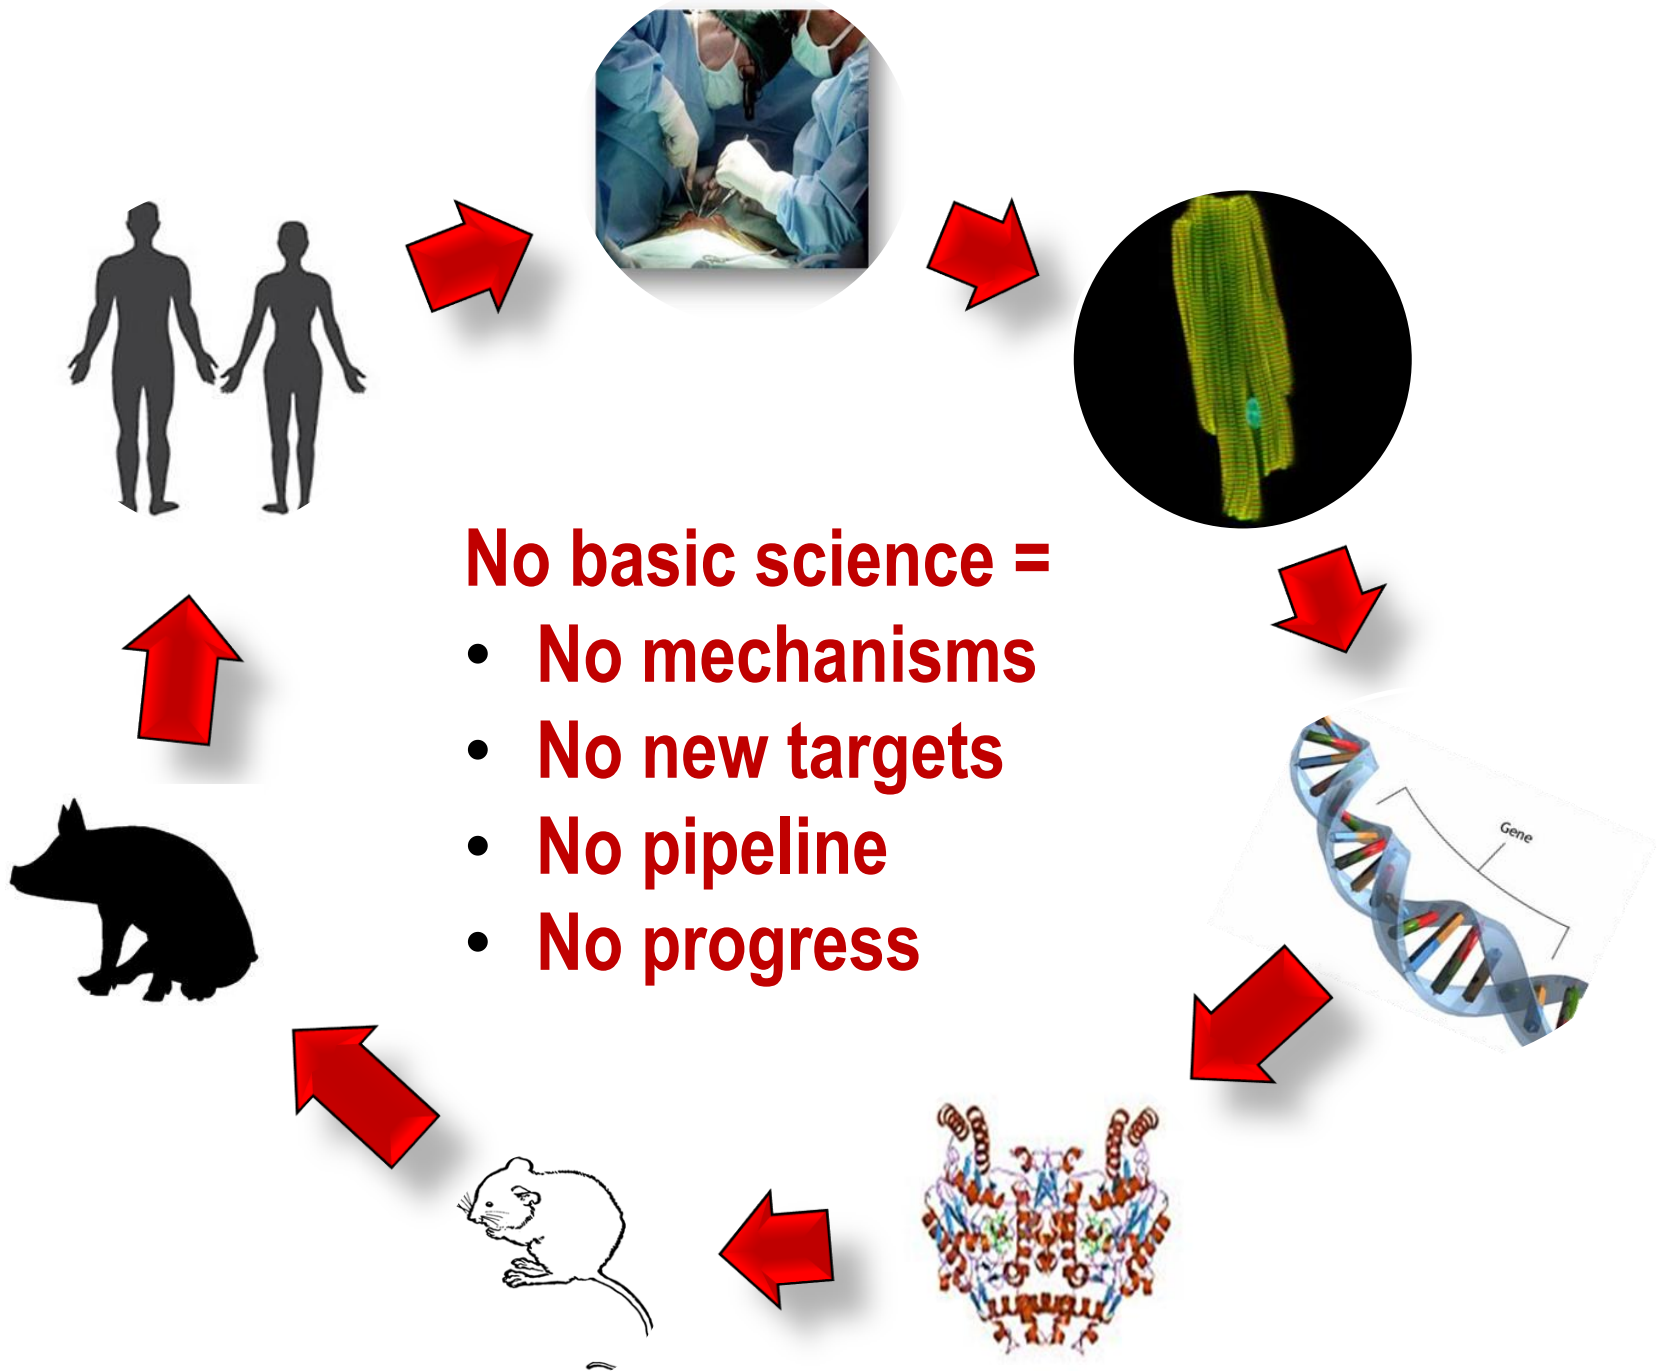 No basic science =
• No mechanisms
• No new targets
• No pipeline
• No progress
Gene